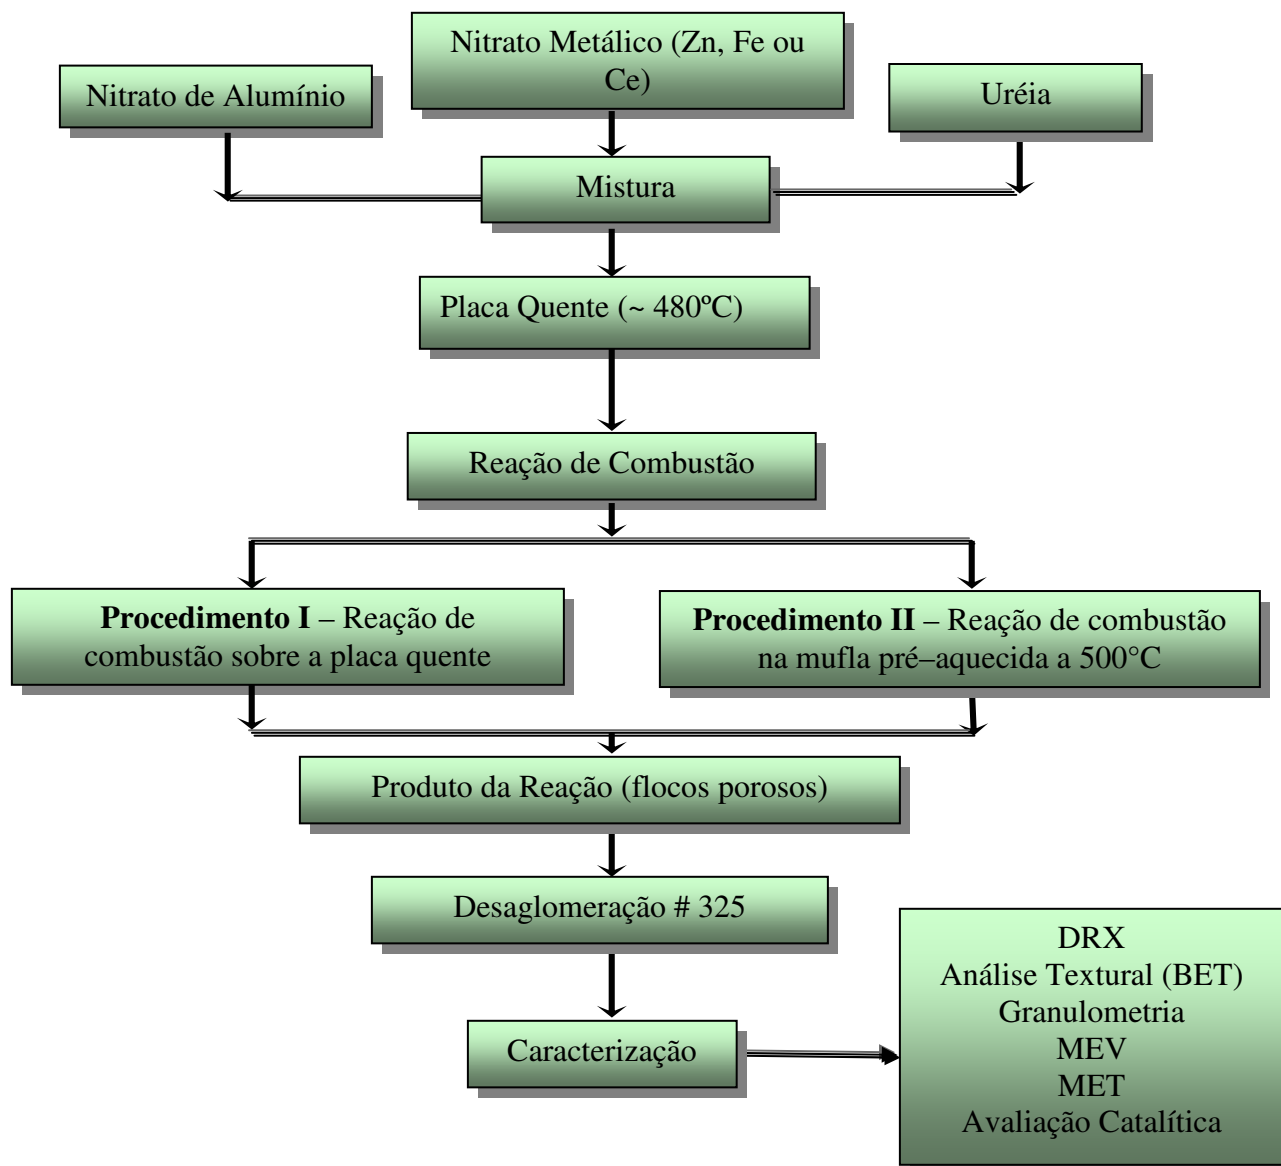 Nitrato Metálico (Zn, Fe ou
Ce)
Nitrato de Alumínio
Uréia
Mistura
Placa Quente (~ 480ºC)
Reação de Combustão
Procedimento I – Reação de
combustão sobre a placa quente
Procedimento II – Reação de combustão
na mufla pré–aquecida a 500°C
Produto da Reação (flocos porosos)
Desaglomeração # 325
Caracterização
DRX
Análise Textural (BET)
Granulometria
MEV
MET
Avaliação Catalítica